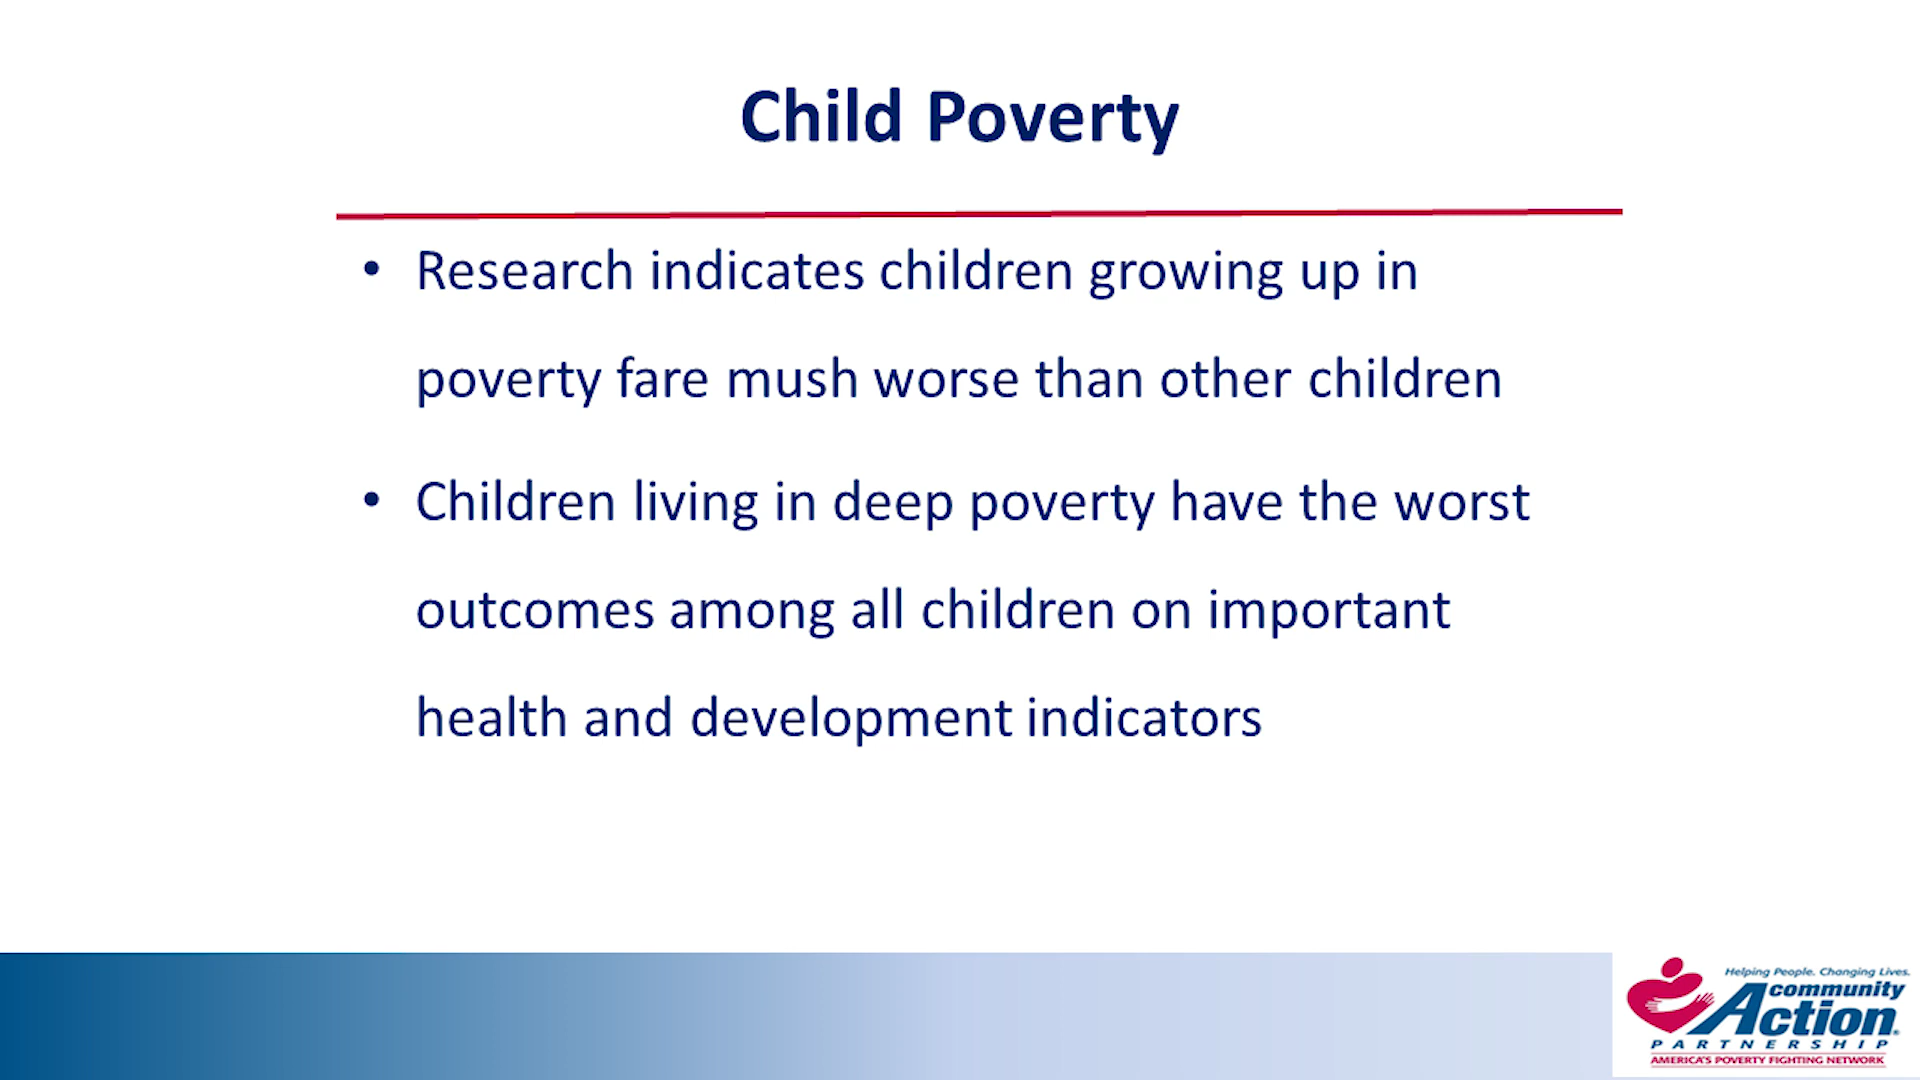 Child Poverty
• Research indicates children growing up in
poverty fare mush worse than other children
• Children living in deep poverty have the worst
outcomes among all children on important
health and development indicators
Helping People. Changing Lives.
community
Action
PARTNERSHIP
AMERICA'S POVERTY FIGHTING NETWORK